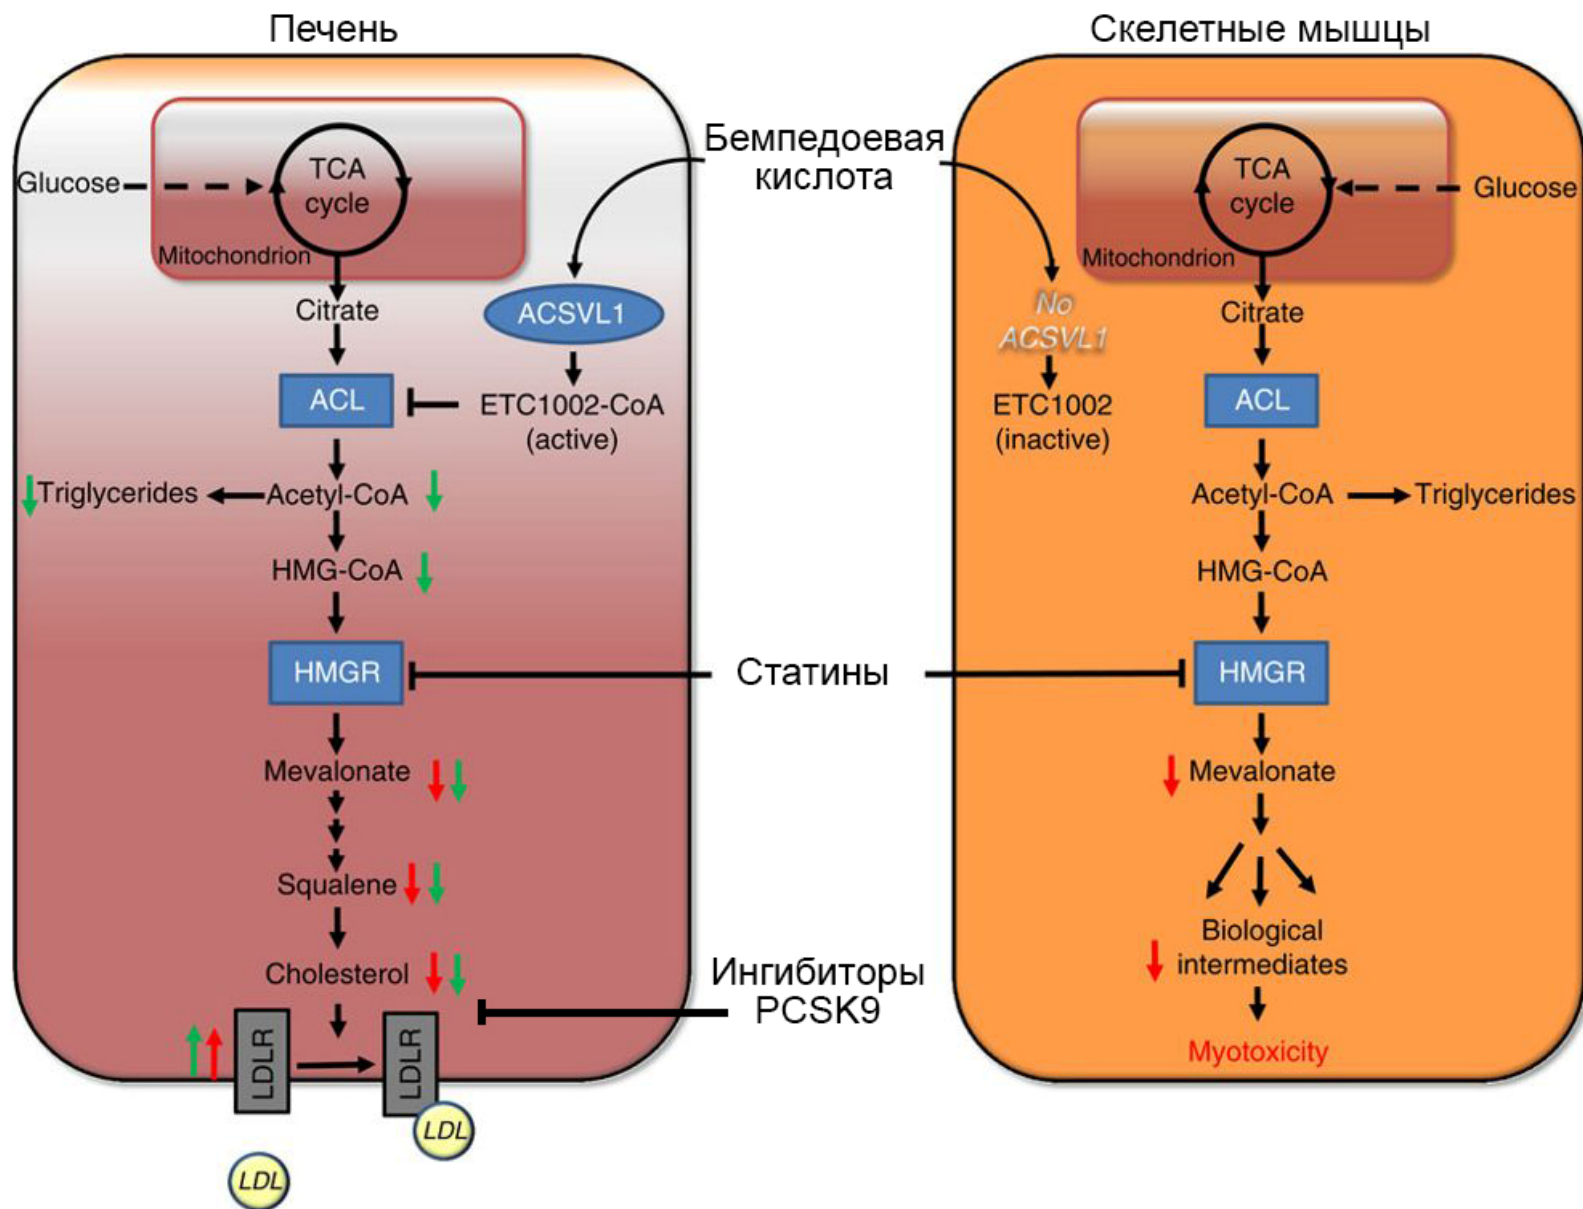 Печень
Скелетные мышцы
Glucose
TCA
cycle
Mitochondrion
Citrate
ACSVL1
ACL
ETC1002-CoA
(active)
Triglycerides
Acetyl-CoA
HMG-CoA
HMGR
Mevalonate
Squalene
Cholesterol
LDLR
LDLR
LDL
LDL
Бемпедоевая
кислота
Статины
Ингибиторы
PCSK9
TCA
cycle
Glucose
Mitochondrion
Citrate
No
ACSVL1
ETC1002
(inactive)
ACL
Acetyl-CoA
Triglycerides
HMG-CoA
HMGR
Mevalonate
Biological
intermediates
Myotoxicity